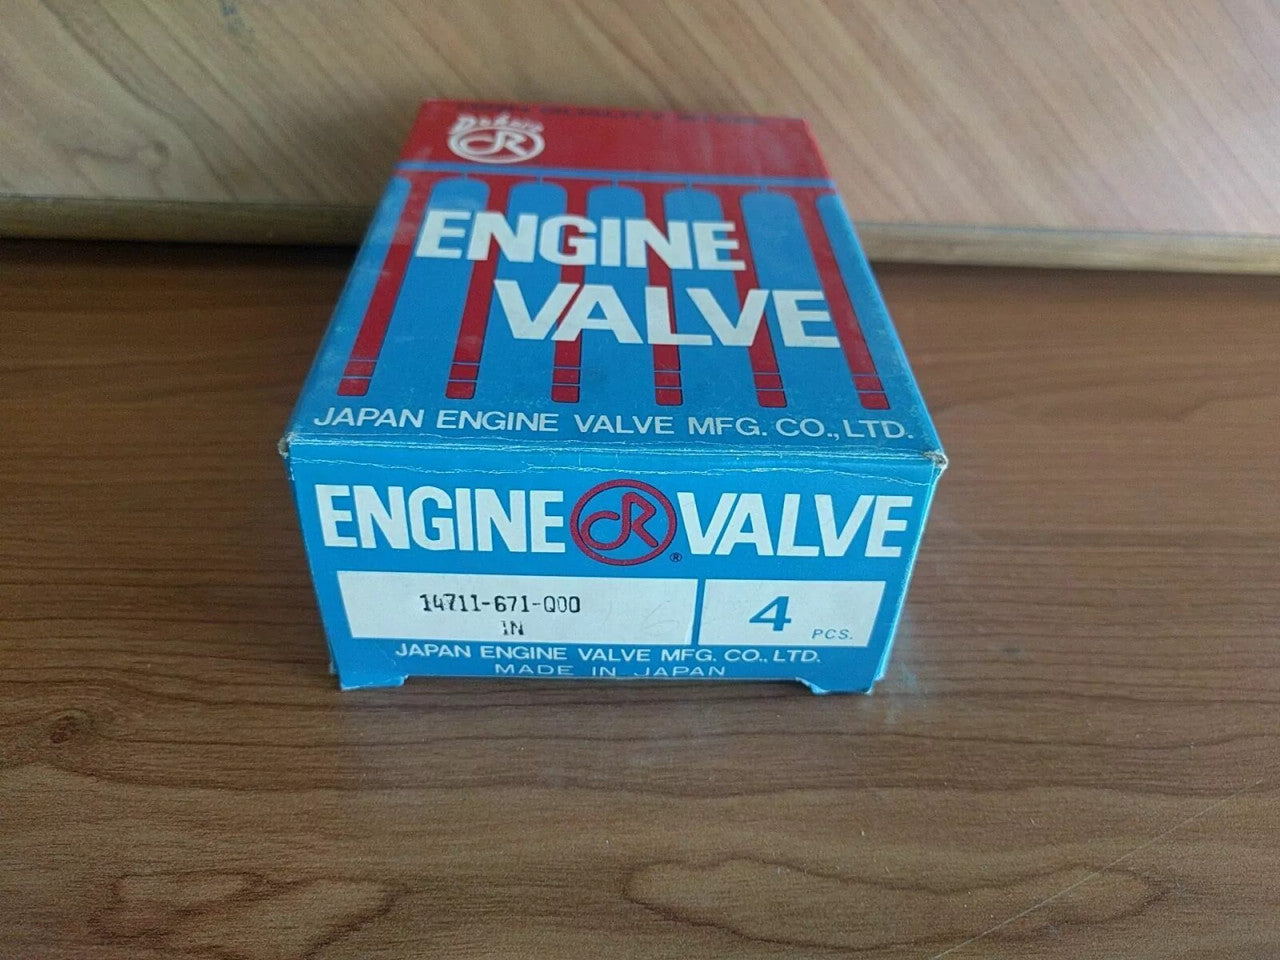 R
ENGINE
VALVE
JAPAN ENGINE VALVE MFG. CO., LTD.
ENGINE R ® VALVE
14711-671-000
IN
4 PCS.
JAPAN ENGINE VALVE MFG. CO., LTD.
MADE IN JAPAN